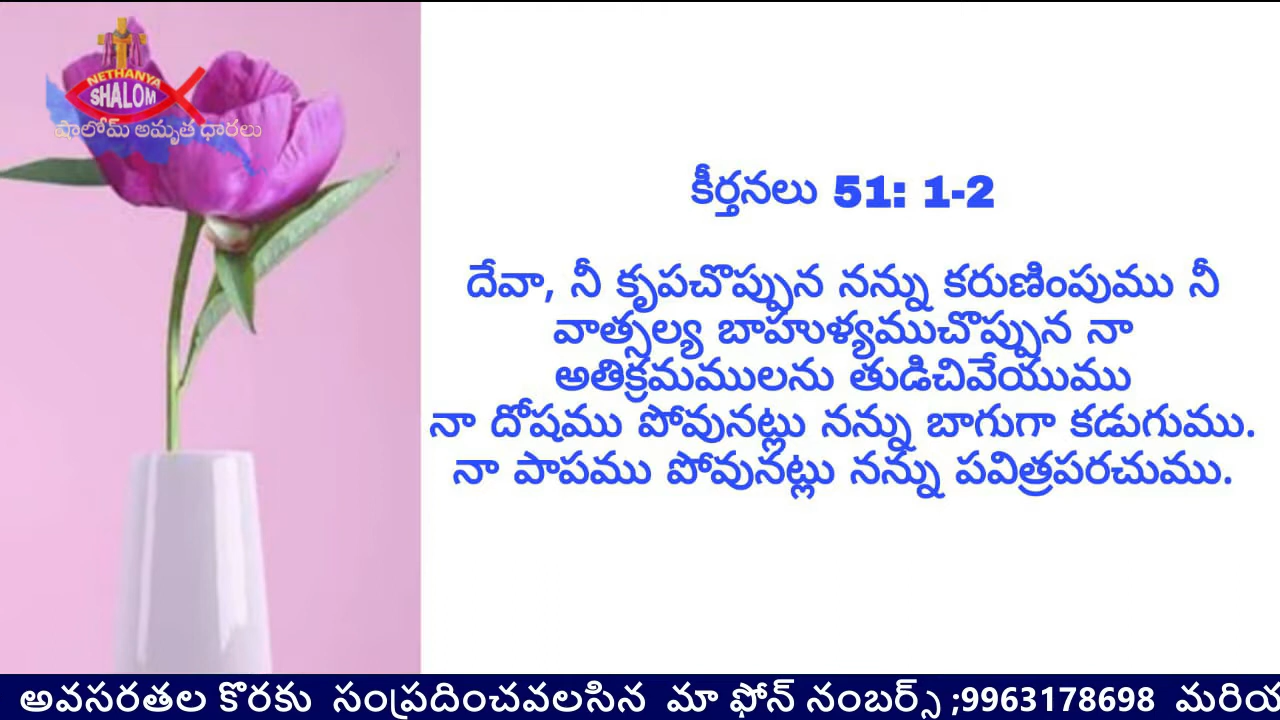 NETHANYA
SHALOM
షాలోమ్ అమృత ధారలు
కీర్తనలు 51: 1-2
దేవా, నీ కృపచొప్పున నన్ను కరుణింపుము నీ
వాత్సల్య బాహుళ్యముచొప్పున నా
అతిక్రమములను తుడిచివేయుము
నా దోషము పోవునట్లు నన్ను బాగుగా కడుగుము.
నా పాపము పోవునట్లు నన్ను పవిత్రపరచుము.
అవసరతల కొరకు సంప్రదించవలసిన మా ఫోన్ నంబర్స్ ;9963178698 మరియ